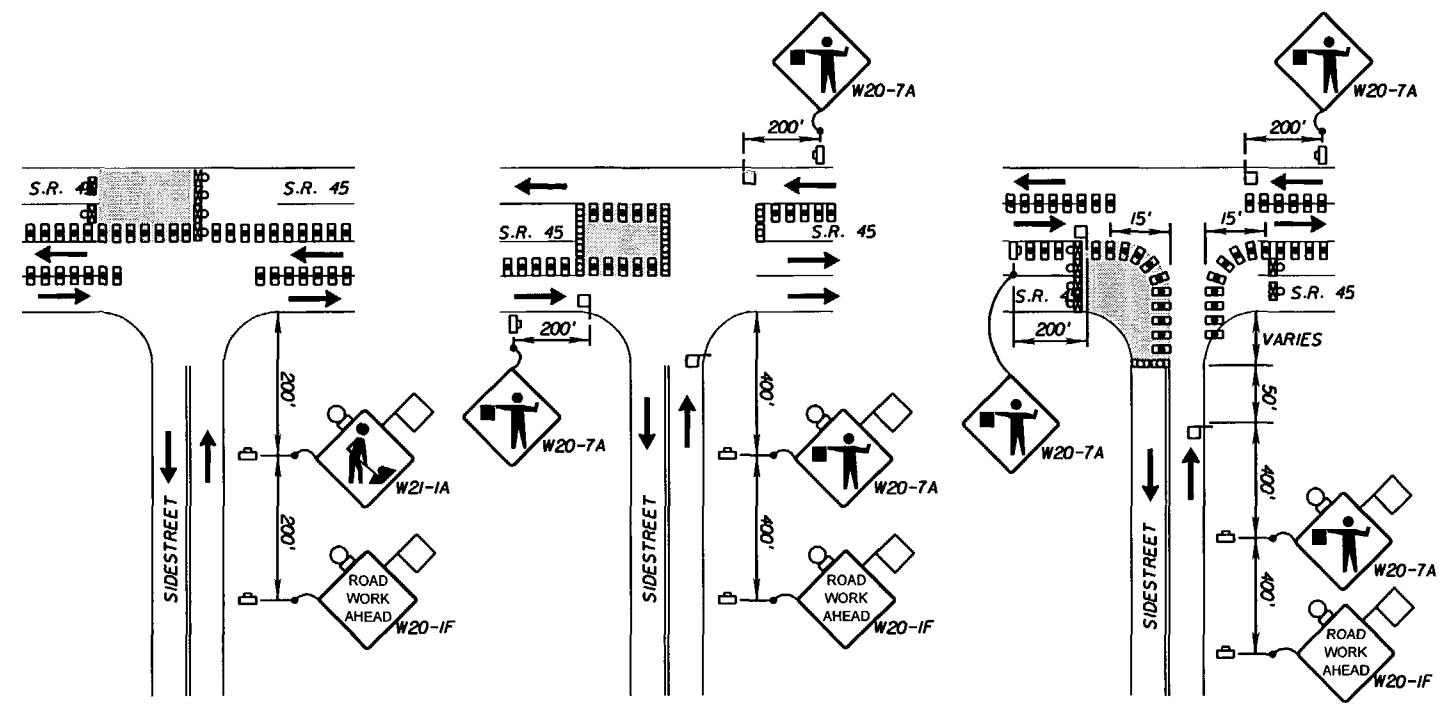 S.R. 4
S.R. 45
200'
W21-1A
200'
ROAD
WORK
AHEAD
W20-1F
SIDESTREET
W20-7A
200'
S.R. 45
S.R. 45
200'
W20-7A
400'
W20-7A
400'
ROAD
WORK
AHEAD
W20-1F
SIDESTREET
W20-7A
200'
15'
15'
S.R. 4
S.R. 45
200'
VARIES
50'
W20-7A
400'
W20-7A
400'
ROAD
WORK
AHEAD
W20-1F
SIDESTREET